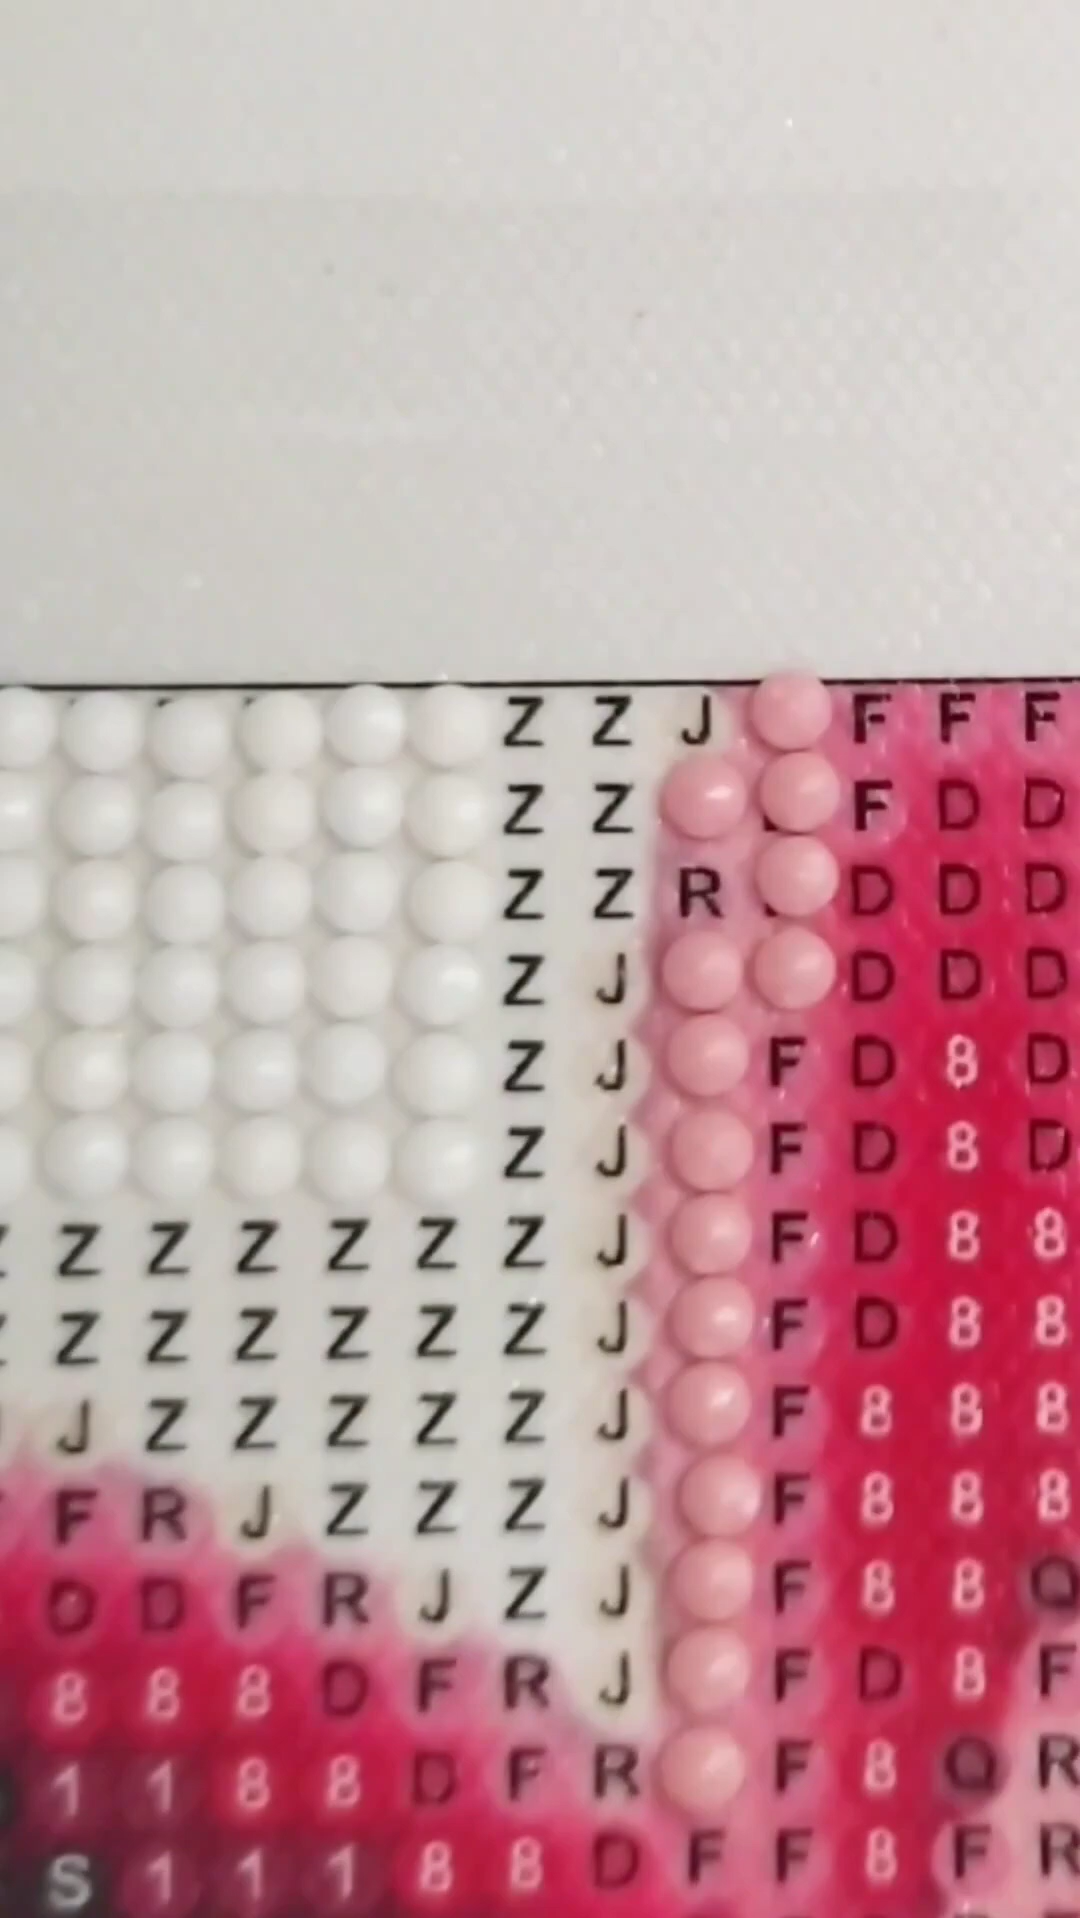 Z Z J F F F
Z Z F D D
Z Z R D D D
Z J D D D
Z J F D 8 D
Z J F D 8 D
Z Z Z Z Z Z J F D 8 8
Z Z Z Z Z Z J F D 8 8
J Z Z Z Z Z J F 8 8 8
F R J Z Z Z J F 8 8 8
D D F R J Z J F 8 8 Q
8 8 8 D F R J F D 8 F
1 1 8 8 D F R F 8 Q R
S 1 1 1 8 8 D F F 8 F R